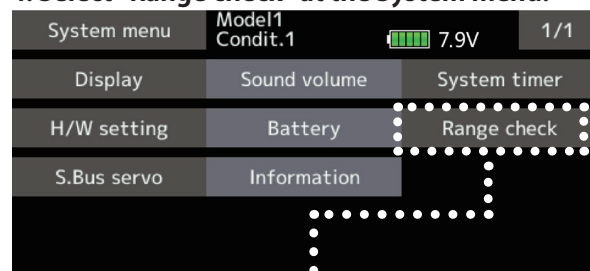 1. Select "Range check" at the System menu.
System menu
Model1
Condit.1
7.9V
1/1
Display
Sound volume
System timer
H/W setting
Battery
Range check
S.Bus servo
Information